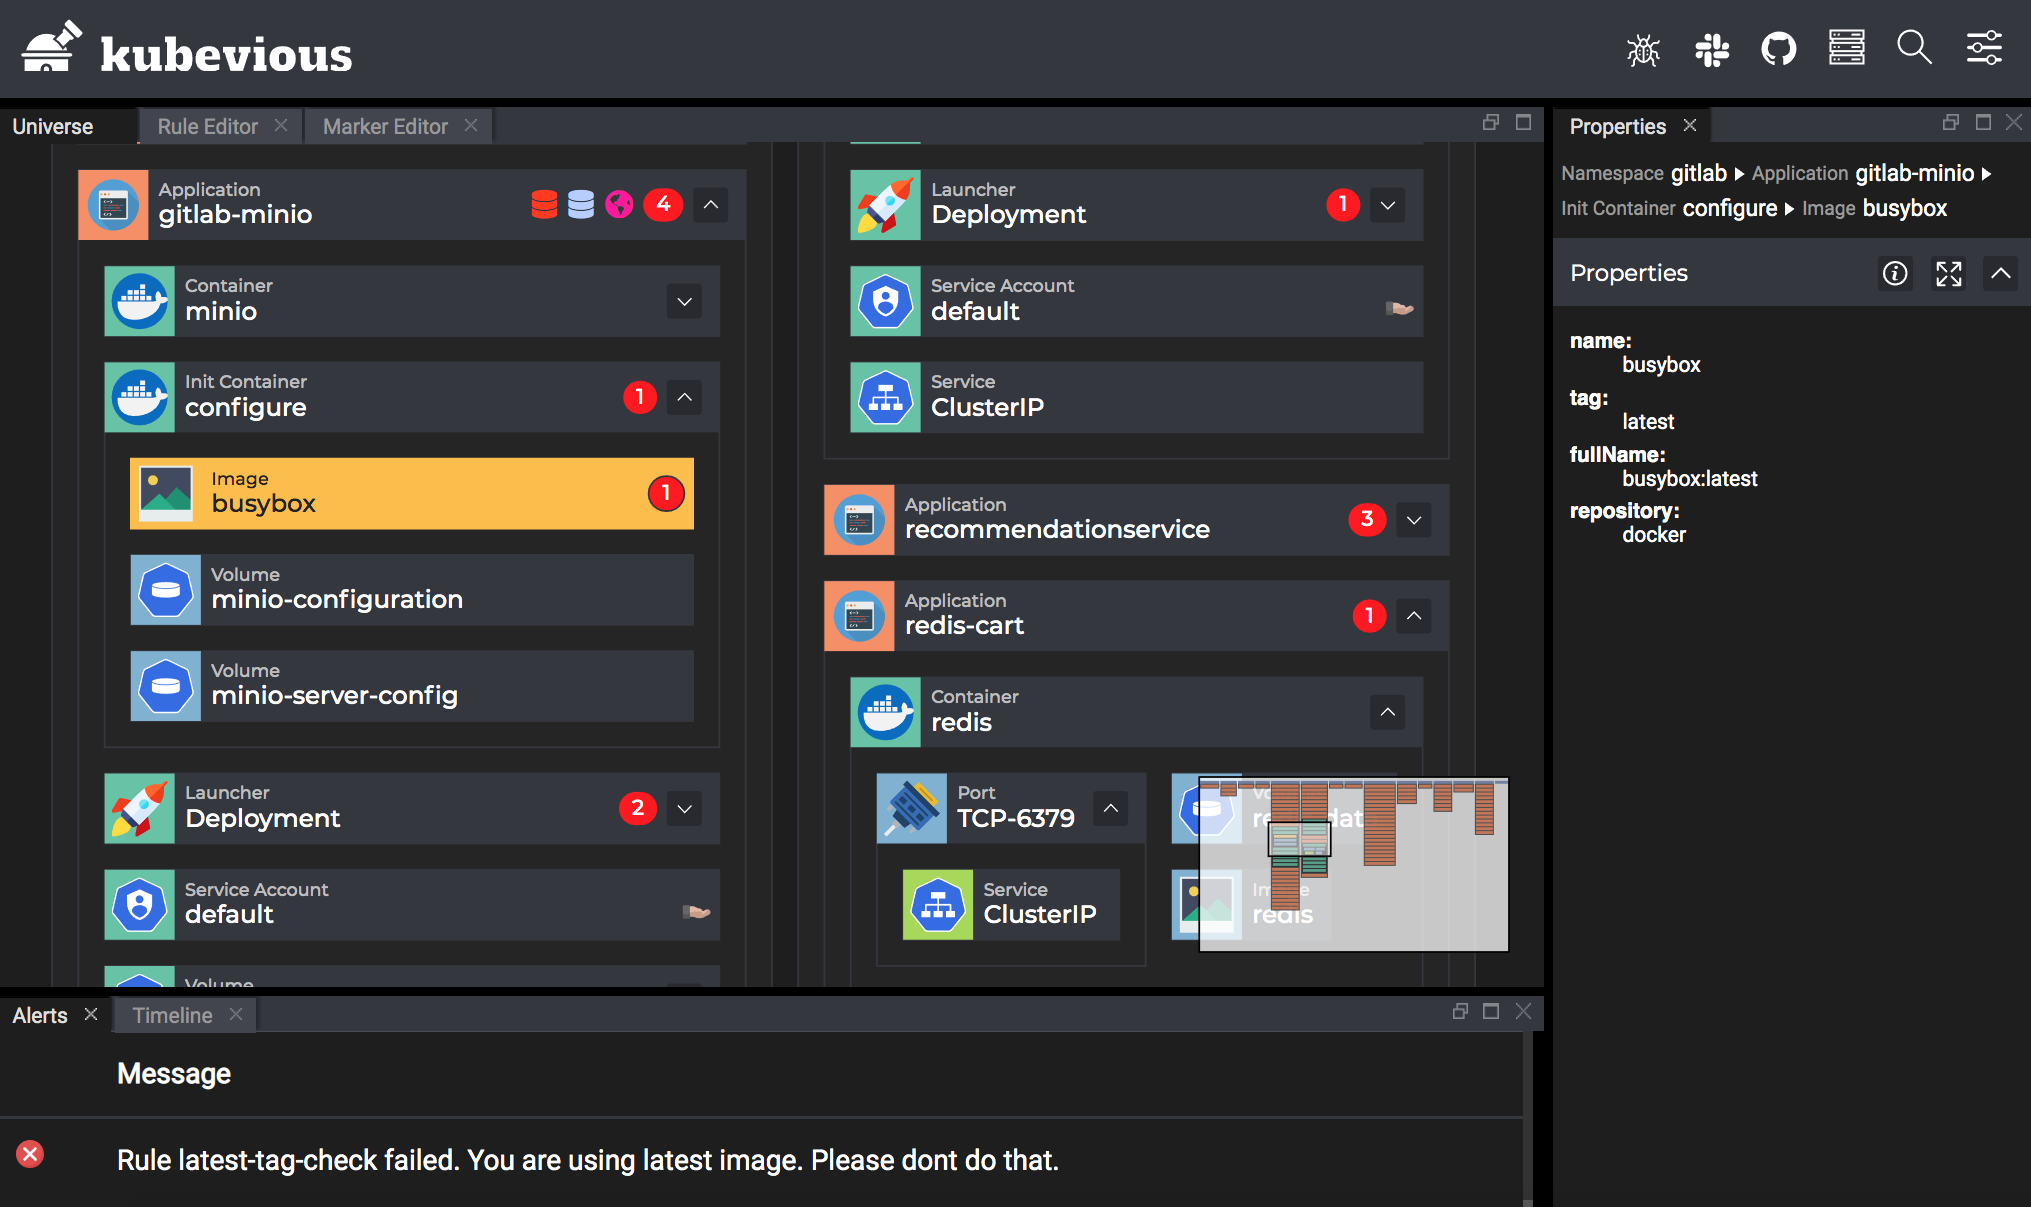 kubevious
Universe
Rule Editor
Marker Editor
Application
gitlab-minio
4
Container
minio
Init Container
configure
1
Image
busybox
1
Volume
minio-configuration
Volume
minio-server-config
Launcher
Deployment
2
Service Account
default
Volume
Launcher
Deployment
1
Service Account
default
Service
ClusterIP
Application
recommendationservice
3
Application
redis-cart
1
Container
redis
Port
TCP-6379
Service
ClusterIP
Image
redis
Properties
Namespace gitlab Application gitlab-minio
Init Container configure Image busybox
Properties
name:
busybox
tag:
latest
fullName:
busybox:latest
repository:
docker
Alerts
Timeline
Message
Rule latest-tag-check failed. You are using latest image. Please dont do that.